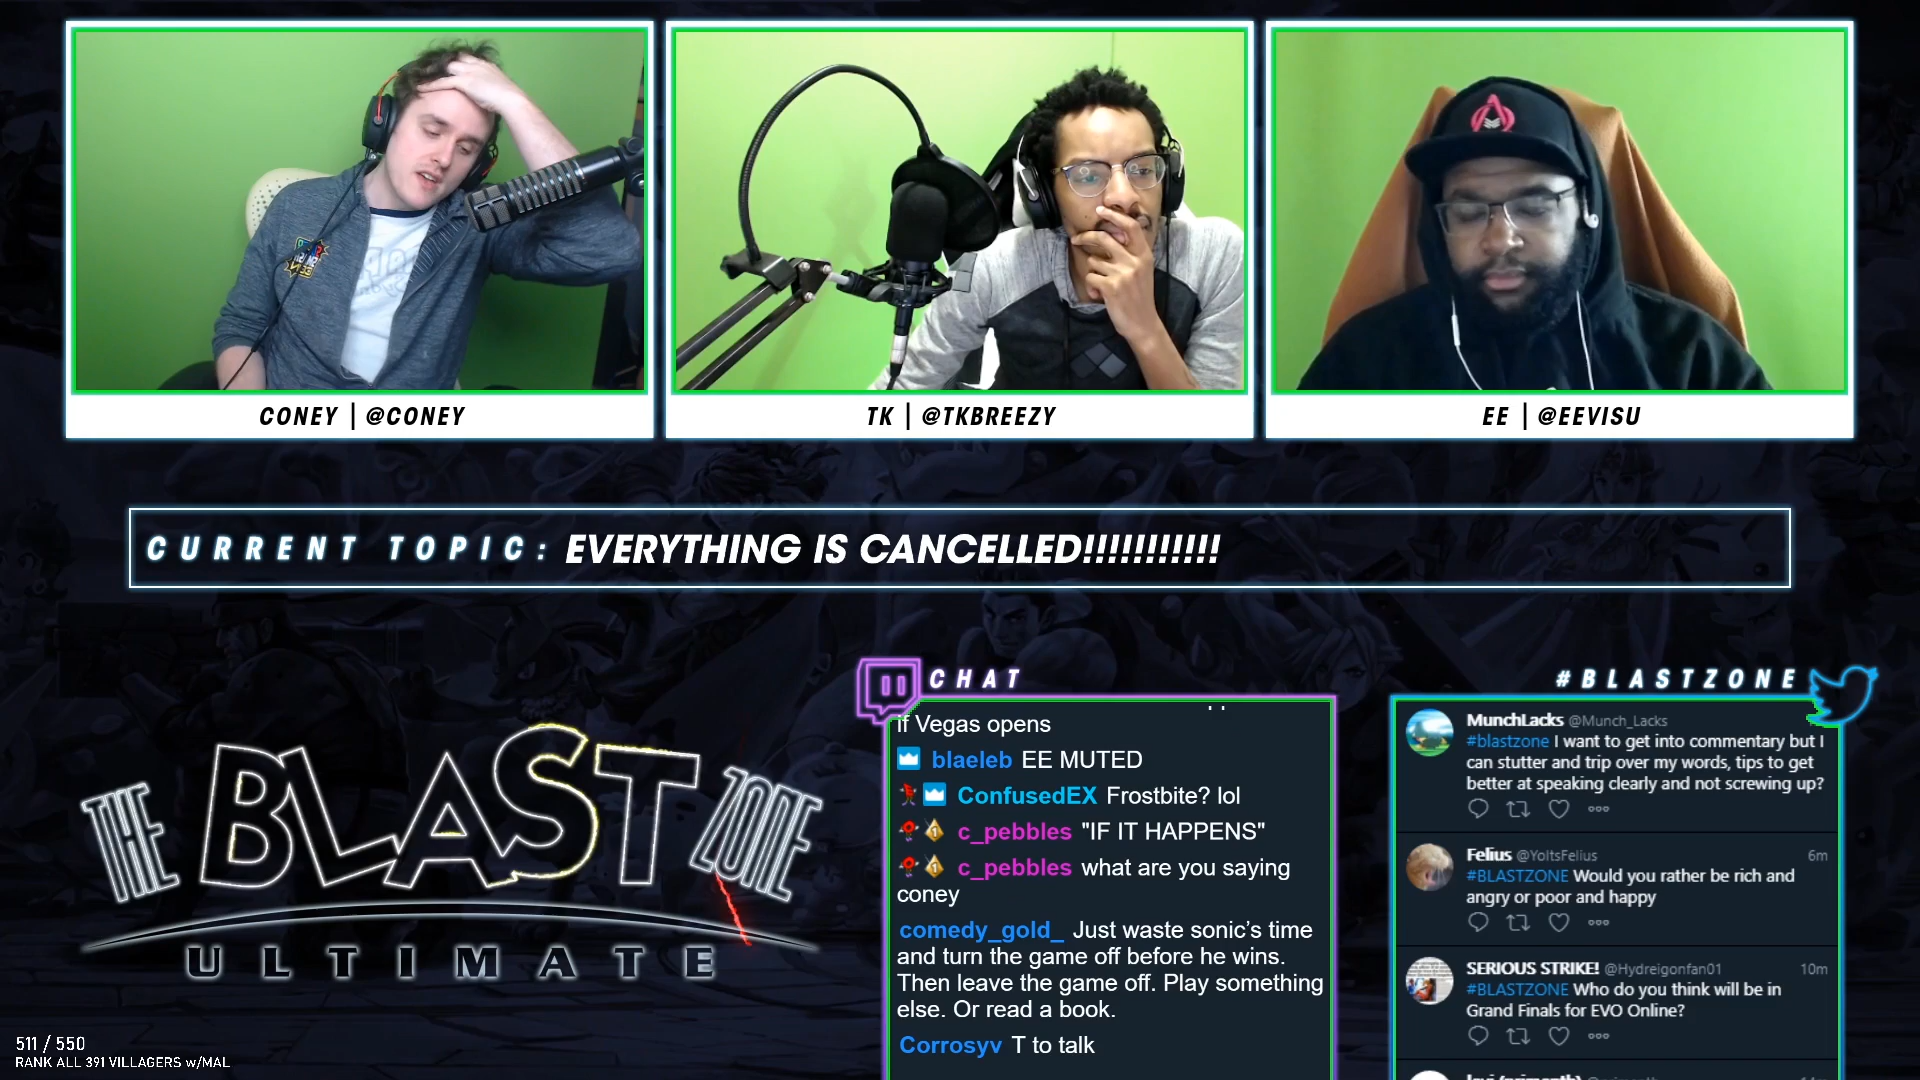 CONEY | @CONEY
TK | @TKBREEZY
EE | @EEVISU
CURRENT TOPIC: EVERYTHING IS CANCELLED!!!!!!!!!!!
THE BLAST ZONE
ULTIMATE
511 / 550
RANK ALL 391 VILLAGERS w/MAL
CHAT
if Vegas opens
blaeleb EE MUTED
ConfusedEX Frostbite? lol
c_pebbles "IF IT HAPPENS"
c_pebbles what are you saying
coney
comedy_gold_ Just waste sonic’s time
and turn the game off before he wins.
Then leave the game off. Play something
else. Or read a book.
Corrosyv T to talk
#BLASTZONE
MunchLacks @Munch_Lacks
#blastzone I want to get into commentary but I
can stutter and trip over my words, tips to get
better at speaking clearly and not screwing up?
Felius @YoItsFelius 6m
#BLASTZONE Would you rather be rich and
angry or poor and happy
SERIOUS STRIKE! @Hydreigonfan01 10m
#BLASTZONE Who do you think will be in
Grand Finals for EVO Online?